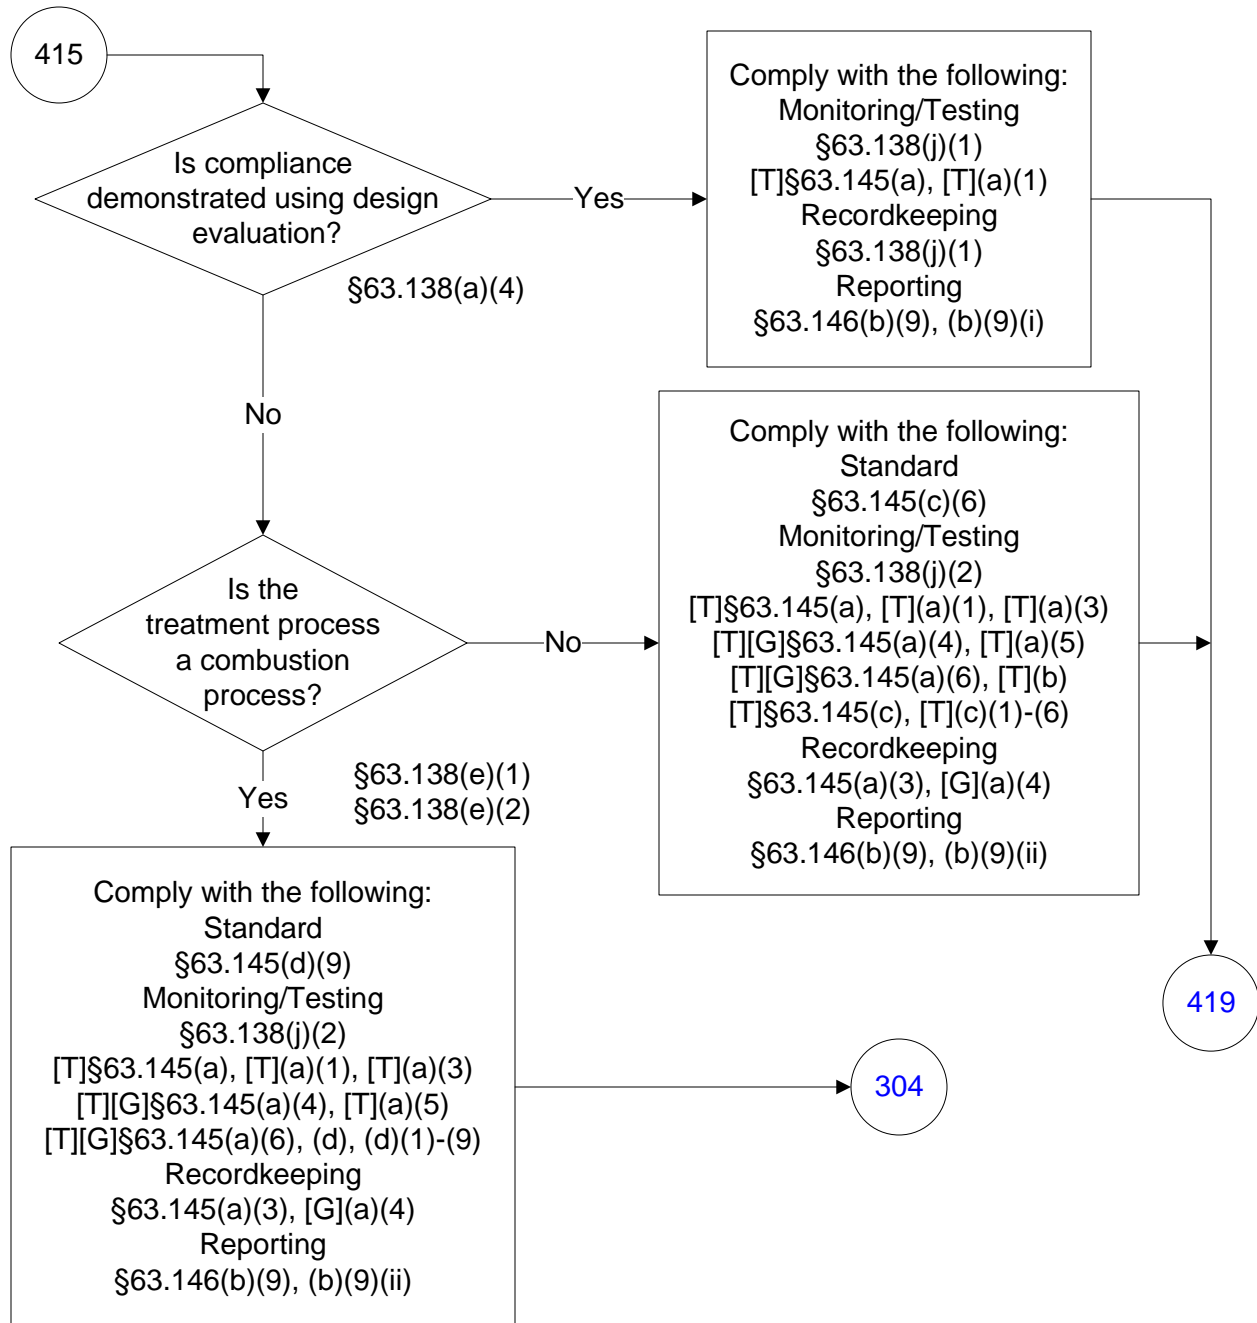 415
Is compliance
demonstrated using design
evaluation?
§63.138(a)(4)
Yes
Comply with the following:
Monitoring/Testing
§63.138(j)(1)
[T]§63.145(a), [T](a)(1)
Recordkeeping
§63.138(j)(1)
Reporting
§63.146(b)(9), (b)(9)(i)
No
Is the
treatment process
a combustion
process?
§63.138(e)(1)
§63.138(e)(2)
No
Comply with the following:
Standard
§63.145(c)(6)
Monitoring/Testing
§63.138(j)(2)
[T]§63.145(a), [T](a)(1), [T](a)(3)
[T][G]§63.145(a)(4), [T](a)(5)
[T][G]§63.145(a)(6), [T](b)
[T]§63.145(c), [T](c)(1)-(6)
Recordkeeping
§63.145(a)(3), [G](a)(4)
Reporting
§63.146(b)(9), (b)(9)(ii)
Yes
Comply with the following:
Standard
§63.145(d)(9)
Monitoring/Testing
§63.138(j)(2)
[T]§63.145(a), [T](a)(1), [T](a)(3)
[T][G]§63.145(a)(4), [T](a)(5)
[T][G]§63.145(a)(6), (d), (d)(1)-(9)
Recordkeeping
§63.145(a)(3), [G](a)(4)
Reporting
§63.146(b)(9), (b)(9)(ii)
419
304